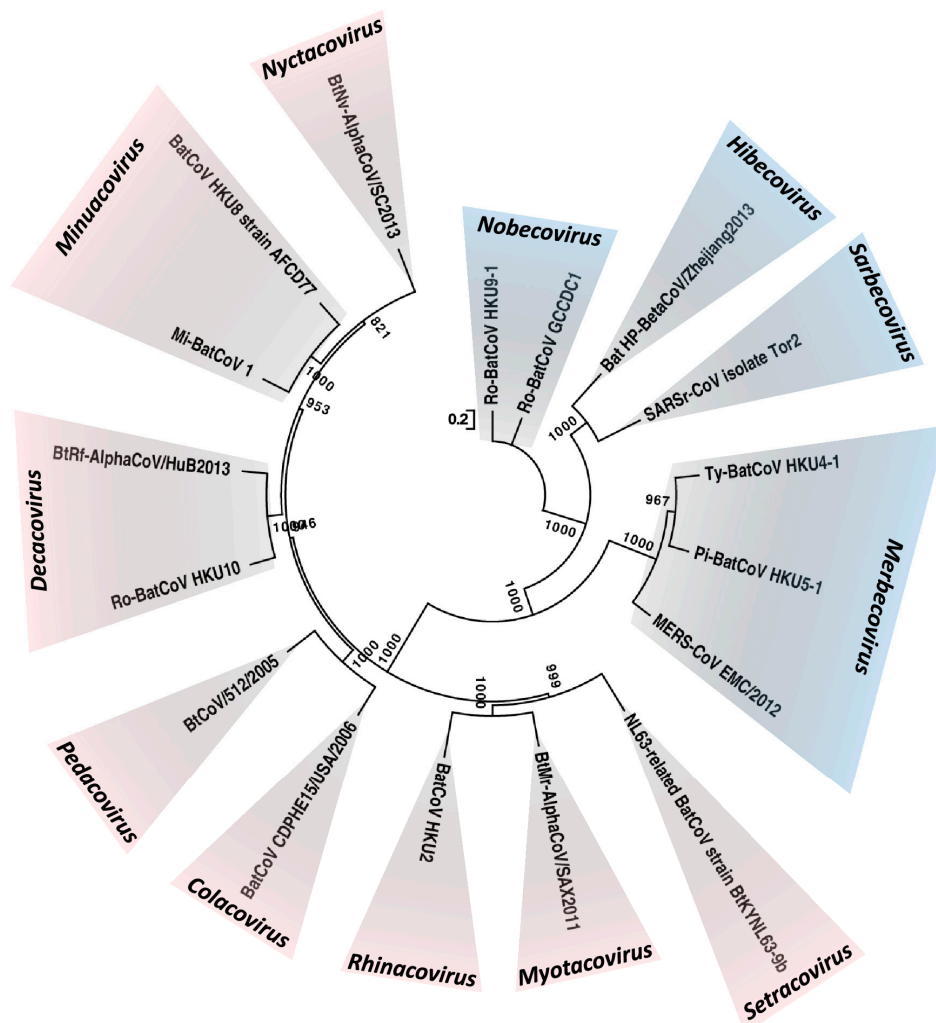 Nyctacovirus
BtNv-AlphaCoV/SC2013
Minuacovirus
BatCoV HKU8 strain AFCD77
Mi-BatCoV 1
Hibecovirus
Bat HP-BetaCoV/Zhejiang2013
Nobecovirus
Ro-BatCoV HKU9-1
Ro-BatCoV GCCDC1
Sarbecovirus
SARSr-CoV isolate Tor2
821
1000
953
0.2
1000
Decacovirus
BtRf-AlphaCoV/HuB2013
Ro-BatCoV HKU10
1000
946
1000
Merbecovirus
Ty-BatCoV HKU4-1
967
Pi-BatCoV HKU5-1
1000
MERS-CoV EMC/2012
1000
1000
1000
Pedacovirus
BtCoV/512/2005
Colacovirus
BatCoV CDPHE15/USA/2006
1000
999
Rhinacovirus
BatCoV HKU2
Myotacovirus
BtMr-AlphaCoV/SAX2011
Setracovirus
NL63-related BatCoV strain BtKYNL63-9b